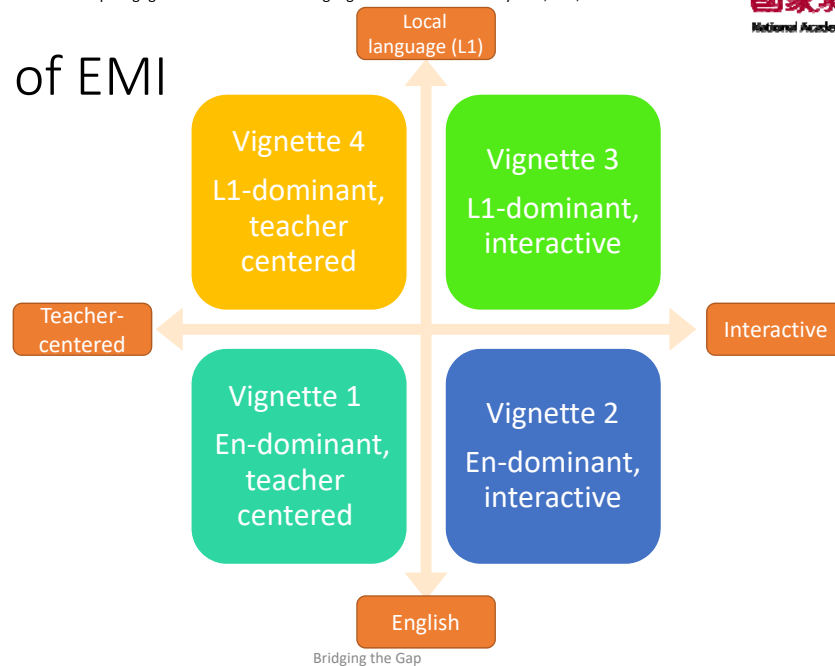 Local
language (L1)
of EMI
Vignette 4
L1-dominant,
teacher
centered
Vignette 3
L1-dominant,
interactive
Teacher-
centered
Interactive
Vignette 1
En-dominant,
teacher
centered
Vignette 2
En-dominant,
interactive
English
Bridging the Gap